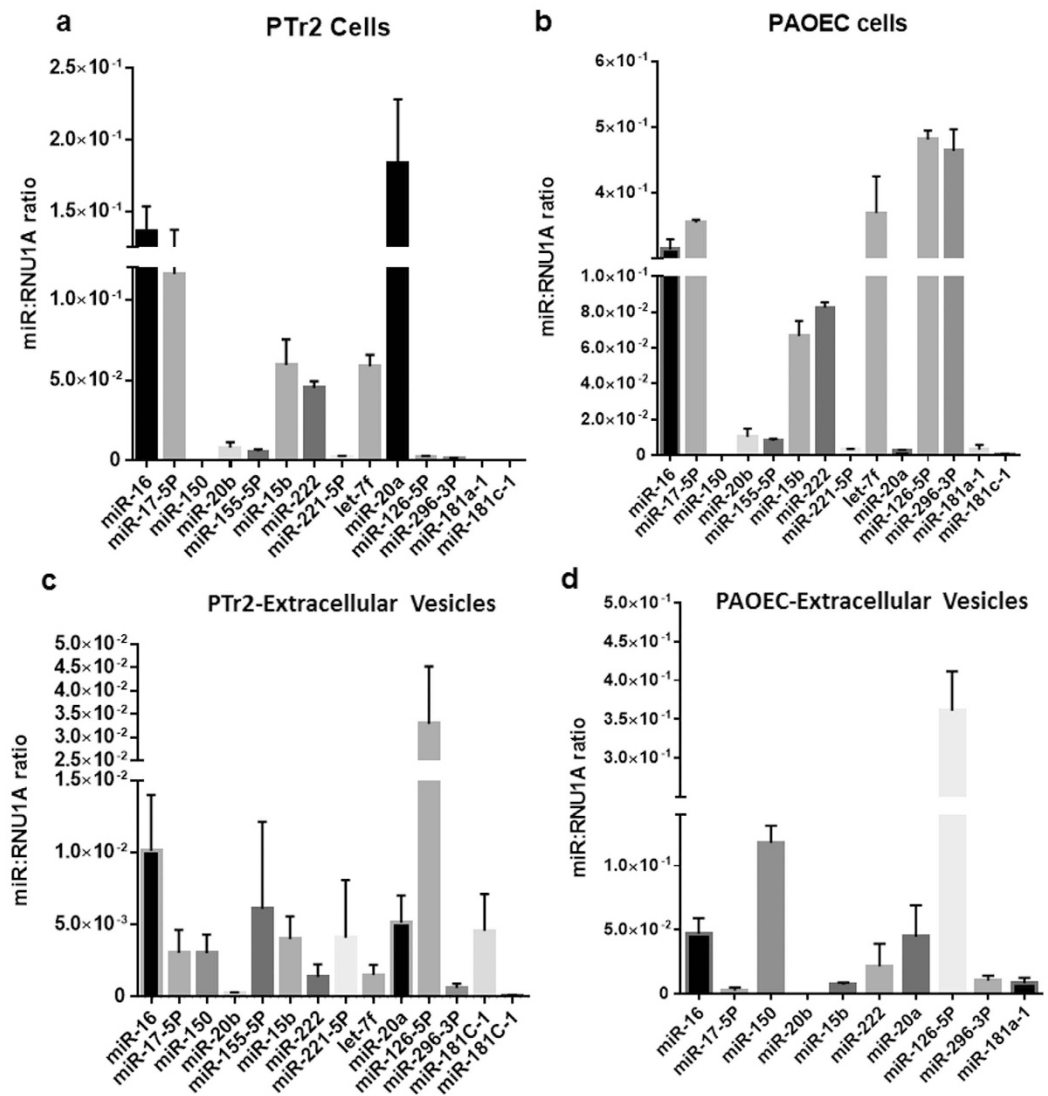 a
PTr2 Cells
miR:RNU1A ratio
2.5×10⁻¹
2.0×10⁻¹
1.5×10⁻¹
1.0×10⁻¹
5.0×10⁻²
0
miR-16
miR-17-5P
miR-150
miR-20b
miR-155-5P
miR-15b
miR-222
miR-221-5P
let-7f
miR-20a
miR-126-5P
miR-296-3P
miR-181a-1
miR-181c-1
b
PAOEC cells
miR:RNU1A ratio
6×10⁻¹
5×10⁻¹
4×10⁻¹
1.0×10⁻¹
8.0×10⁻²
6.0×10⁻²
4.0×10⁻²
2.0×10⁻²
0
miR-16
miR-17-5P
miR-150
miR-20b
miR-155-5P
miR-15b
miR-222
miR-221-5P
let-7f
miR-20a
miR-126-5P
miR-296-3P
miR-181a-1
miR-181c-1
c
PTr2-Extracellular Vesicles
miR:RNU1A ratio
5.0×10⁻²
4.5×10⁻²
4.0×10⁻²
3.5×10⁻²
3.0×10⁻²
2.5×10⁻²
1.5×10⁻²
1.0×10⁻²
5.0×10⁻³
0
miR-16
miR-17-5P
miR-150
miR-20b
miR-155-5P
miR-15b
miR-222
miR-221-5P
let-7f
miR-20a
miR-126-5P
miR-296-3P
miR-181C-1
miR-181C-1
d
PAOEC-Extracellular Vesicles
miR:RNU1A ratio
5.0×10⁻¹
4.0×10⁻¹
3.0×10⁻¹
1.0×10⁻¹
5.0×10⁻²
0
miR-16
miR-17-5P
miR-150
miR-20b
miR-15b
miR-222
miR-20a
miR-126-5P
miR-296-3P
miR-181a-1